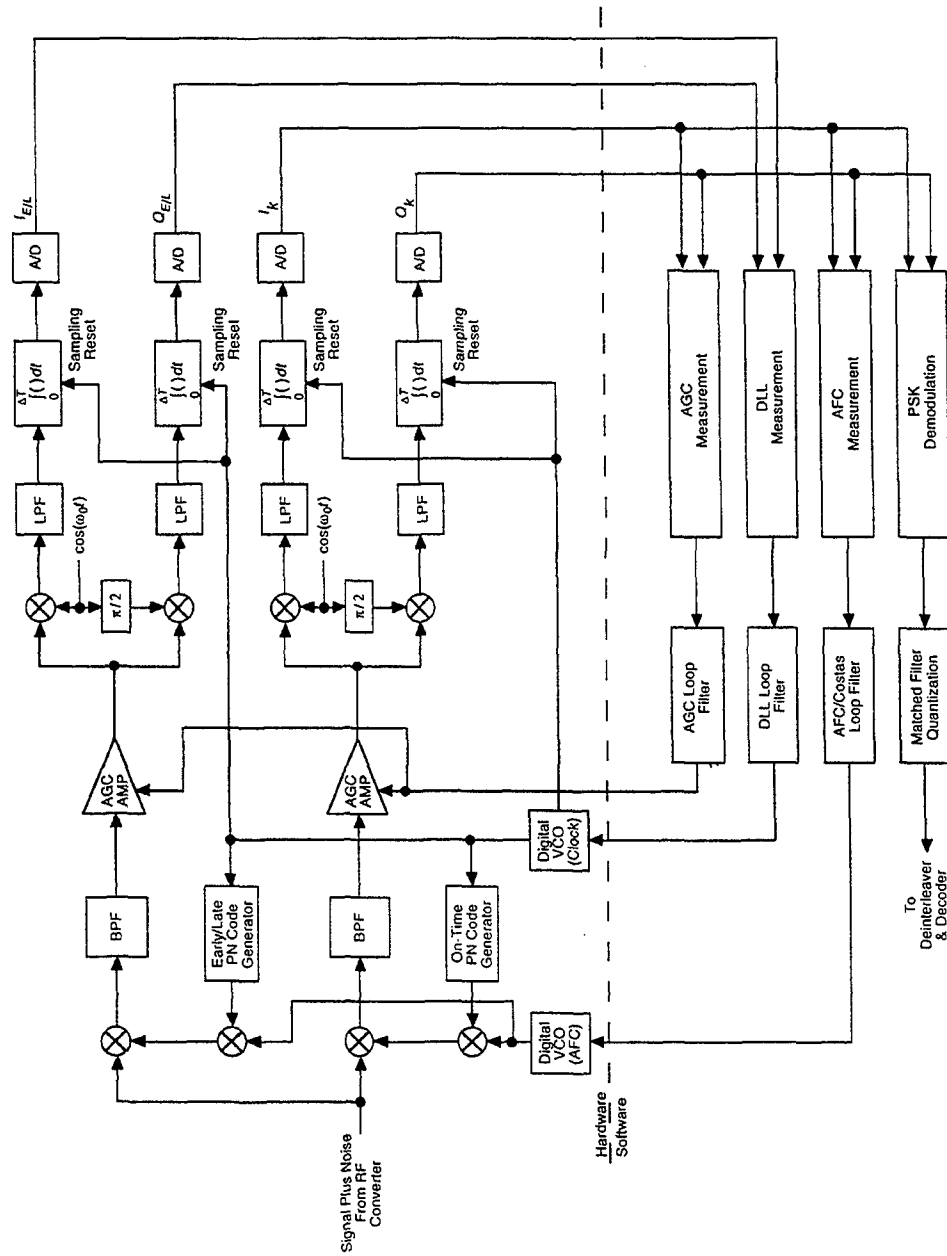 I_{E/L}
A/D
Sampling
Reset
ΔT
∫( ) dt
0
LPF
cos(ω₀t)
π/2
AGC
AMP
BPF
Q_{E/L}
A/D
Sampling
Reset
ΔT
∫( ) dt
0
LPF
Early/Late
PN Code
Generator
I_k
A/D
Sampling
Reset
ΔT
∫( ) dt
0
LPF
cos(ω₀t)
π/2
AGC
AMP
BPF
Q_k
A/D
Sampling
Reset
ΔT
∫( ) dt
0
LPF
On-Time
PN Code
Generator
Digital
VCO
(Clock)
Digital
VCO
(AFC)
Signal Plus Noise
From RF
Converter
Hardware
Software
AGC
Measurement
AGC Loop
Filter
DLL
Measurement
DLL Loop
Filter
AFC
Measurement
AFC/Costas
Loop Filter
PSK
Demodulation
Matched Filter
Quantization
To
Deinterleaver
& Decoder